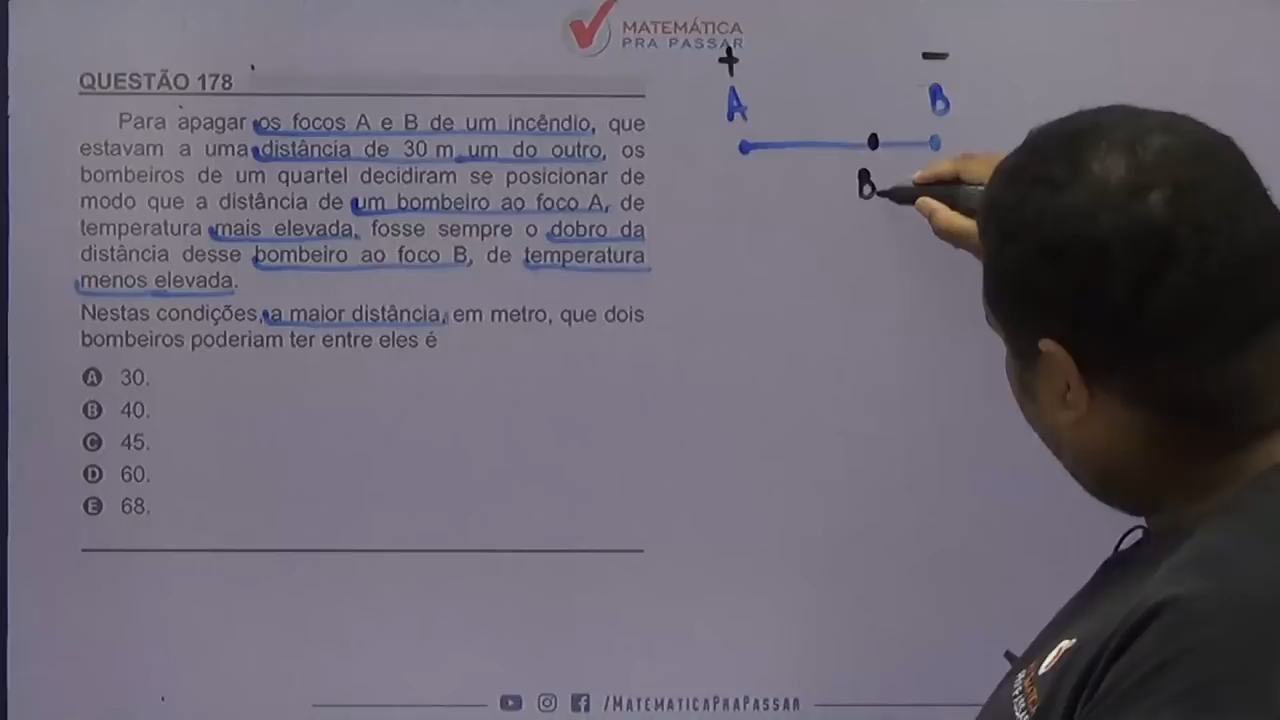 MATEMÁTICA
PRA PASSAR
+
-
A
B
B
QUESTÃO 178
Para apagar os focos A e B de um incêndio, que
estavam a uma distância de 30 m um do outro, os
bombeiros de um quartel decidiram se posicionar de
modo que a distância de um bombeiro ao foco A, de
temperatura mais elevada, fosse sempre o dobro da
distância desse bombeiro ao foco B, de temperatura
menos elevada.
Nestas condições, a maior distância, em metro, que dois
bombeiros poderiam ter entre eles é
A 30.
B 40.
C 45.
D 60.
E 68.
/MATEMATICAPRAPASSAR